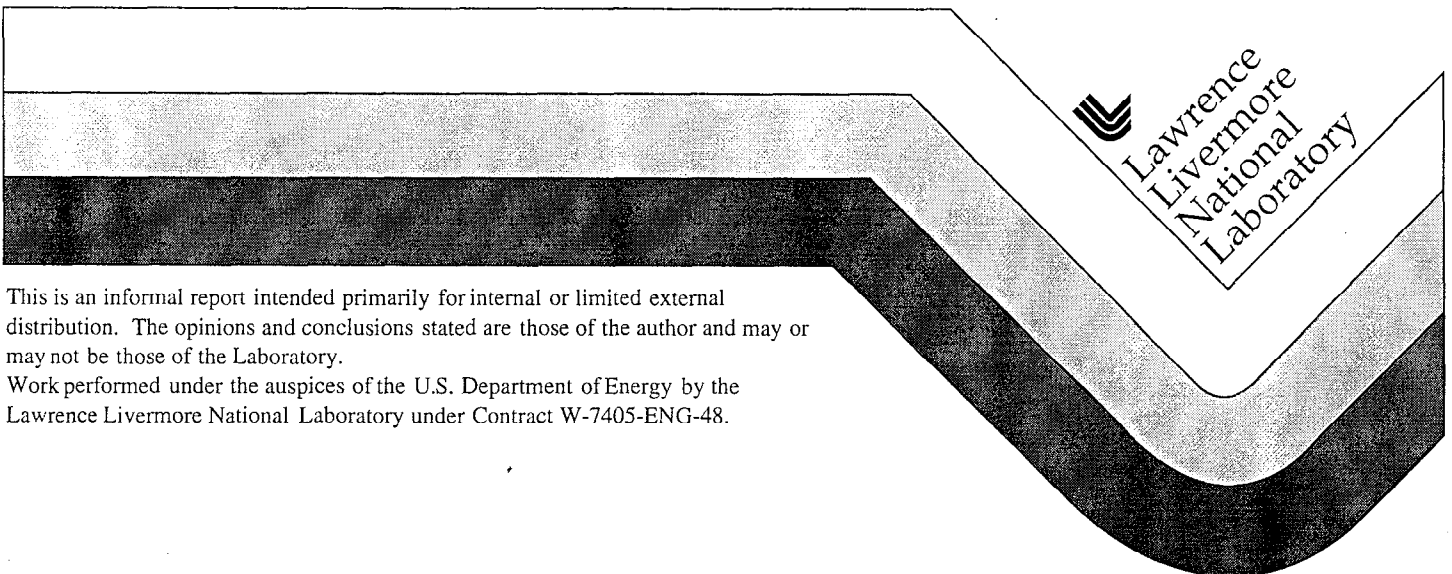 Lawrence
Livermore
National
Laboratory
This is an informal report intended primarily for internal or limited external
distribution. The opinions and conclusions stated are those of the author and may or
may not be those of the Laboratory.
Work performed under the auspices of the U.S. Department of Energy by the
Lawrence Livermore National Laboratory under Contract W-7405-ENG-48.